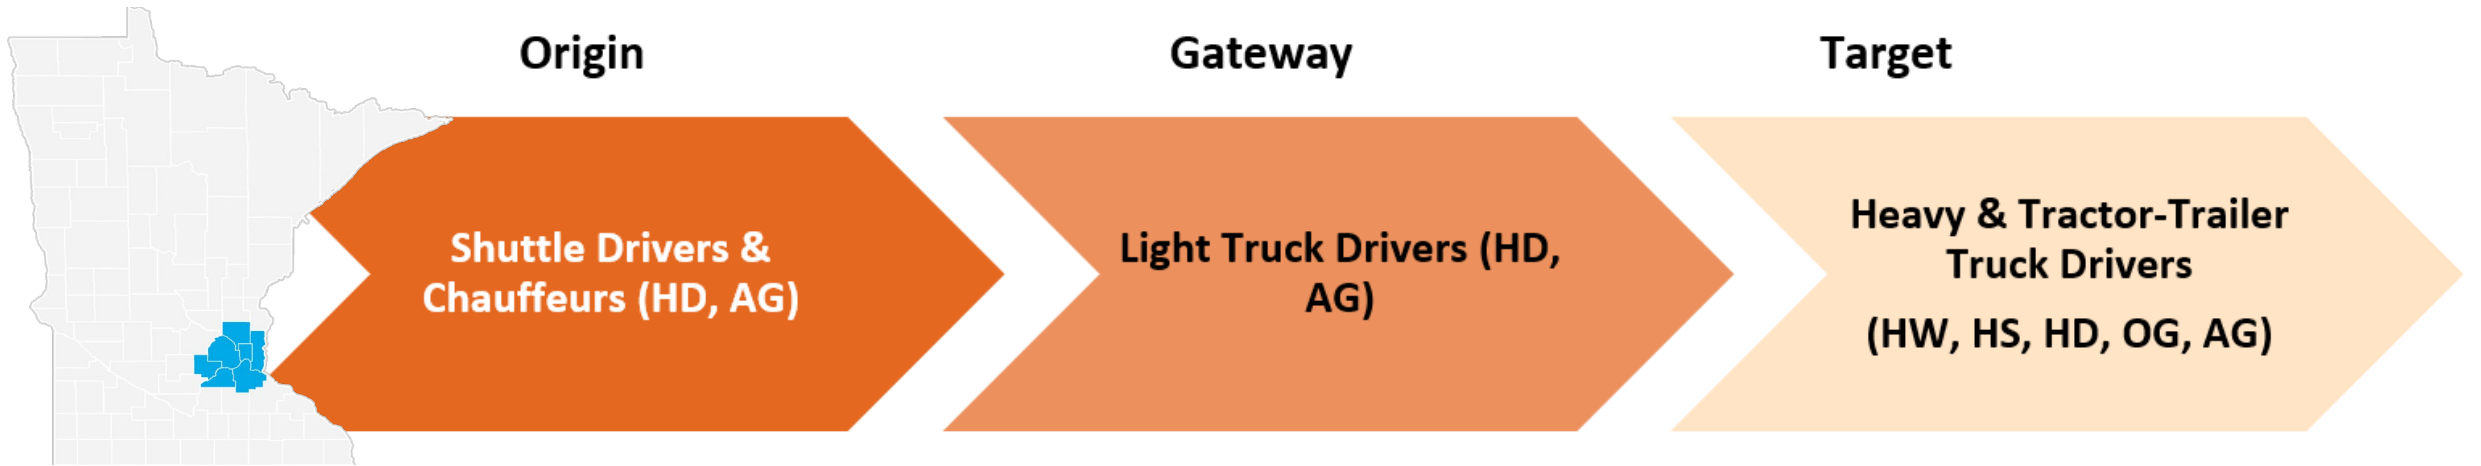 Origin
Gateway
Target
Shuttle Drivers &
Chauffeurs (HD, AG)
Light Truck Drivers (HD,
AG)
Heavy & Tractor-Trailer
Truck Drivers
(HW, HS, HD, OG, AG)